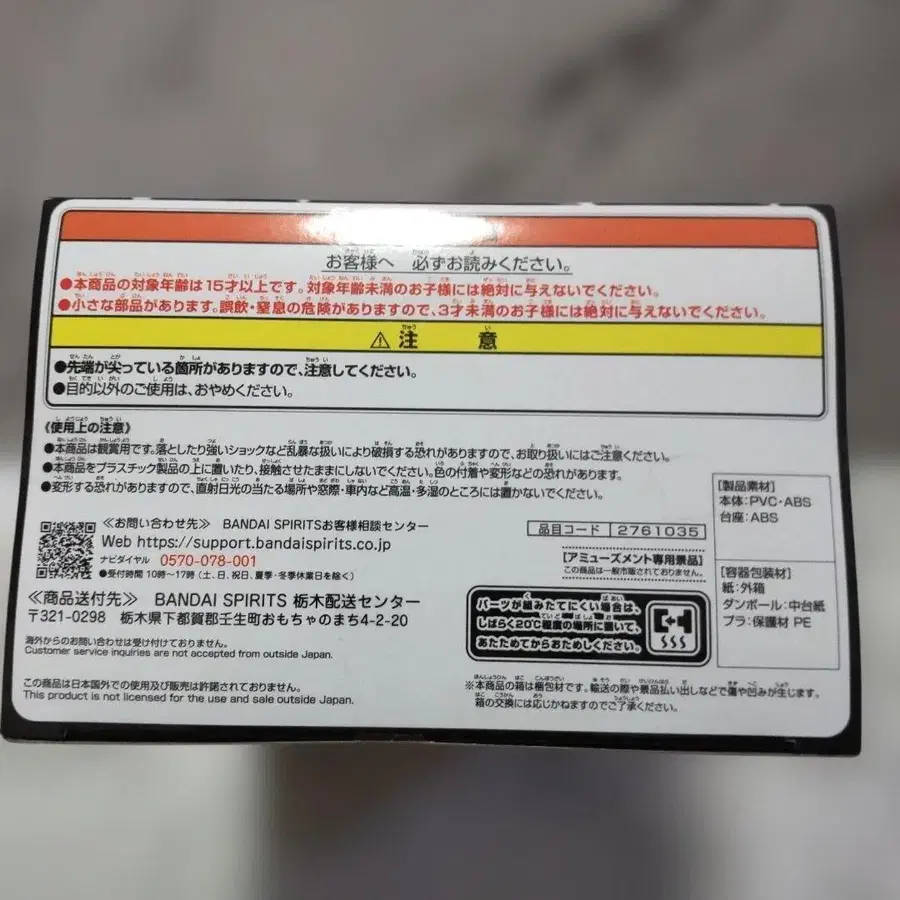 お客様へ 必ずお読みください。
●本商品の対象年齢は15才以上です。対象年齢未満のお子様には絶対に与えないでください。
●小さな部品があります。誤飲・窒息の危険がありますので、3才未満のお子様には絶対に与えないでください。
⚠注意
●先端が尖っている箇所がありますので、注意してください。
●目的以外のご使用は、おやめください。
《使用上の注意》
●本商品は観賞用です。落としたり強いショックなど乱暴な扱いにより破損する恐れがありますので、お取り扱いにはご注意ください。
●本商品をプラスチック製品の上に置いたり、接触させたままにしないでください。色の付着や変形などの恐れがあります。
●変形する恐れがありますので、直射日光の当たる場所や窓際・車内など高温・多湿のところには置かないでください。
《お問い合わせ先》 BANDAI SPIRITSお客様相談センター
Web https://support.bandaispirits.co.jp
ナビダイヤル 0570-078-001
●受付時間 10時〜17時(土、日、祝日、夏季・冬季休業日を除く)
《商品送付先》 BANDAI SPIRITS 栃木配送センター
〒321-0298 栃木県下都賀郡壬生町おもちゃのまち4-2-20
海外からのお問い合わせは受け付けておりません。
Customer service inquiries are not accepted from outside Japan.
この商品は日本国外での使用及び販売は許諾されておりません。
This product is not licensed for the use and sale outside Japan.
品目コード 2761035
[アミューズメント専用景品]
この商品は一般市販されておりません。
パーツが組みたてにくい場合は、
しばらく20℃程度の場所に置いて、
あたためてからおためしください。
[製品素材]
本体:PVC・ABS
台座:ABS
[容器包装材]
紙:外箱
ダンボール:中台紙
プラ:保護材 PE
※本商品の箱は梱包材です。輸送の際や景品払い出しなどで傷や凹みが生じます。
箱の交換には応じかねますのでご了承ください。